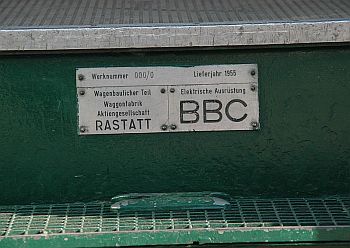 Werknummer 000/0 Lieferjahr 1955
Wagenbaulicher Teil
Waggonfabrik
Aktiengesellschaft
RASTATT
Elektrische Ausrüstung
BBC